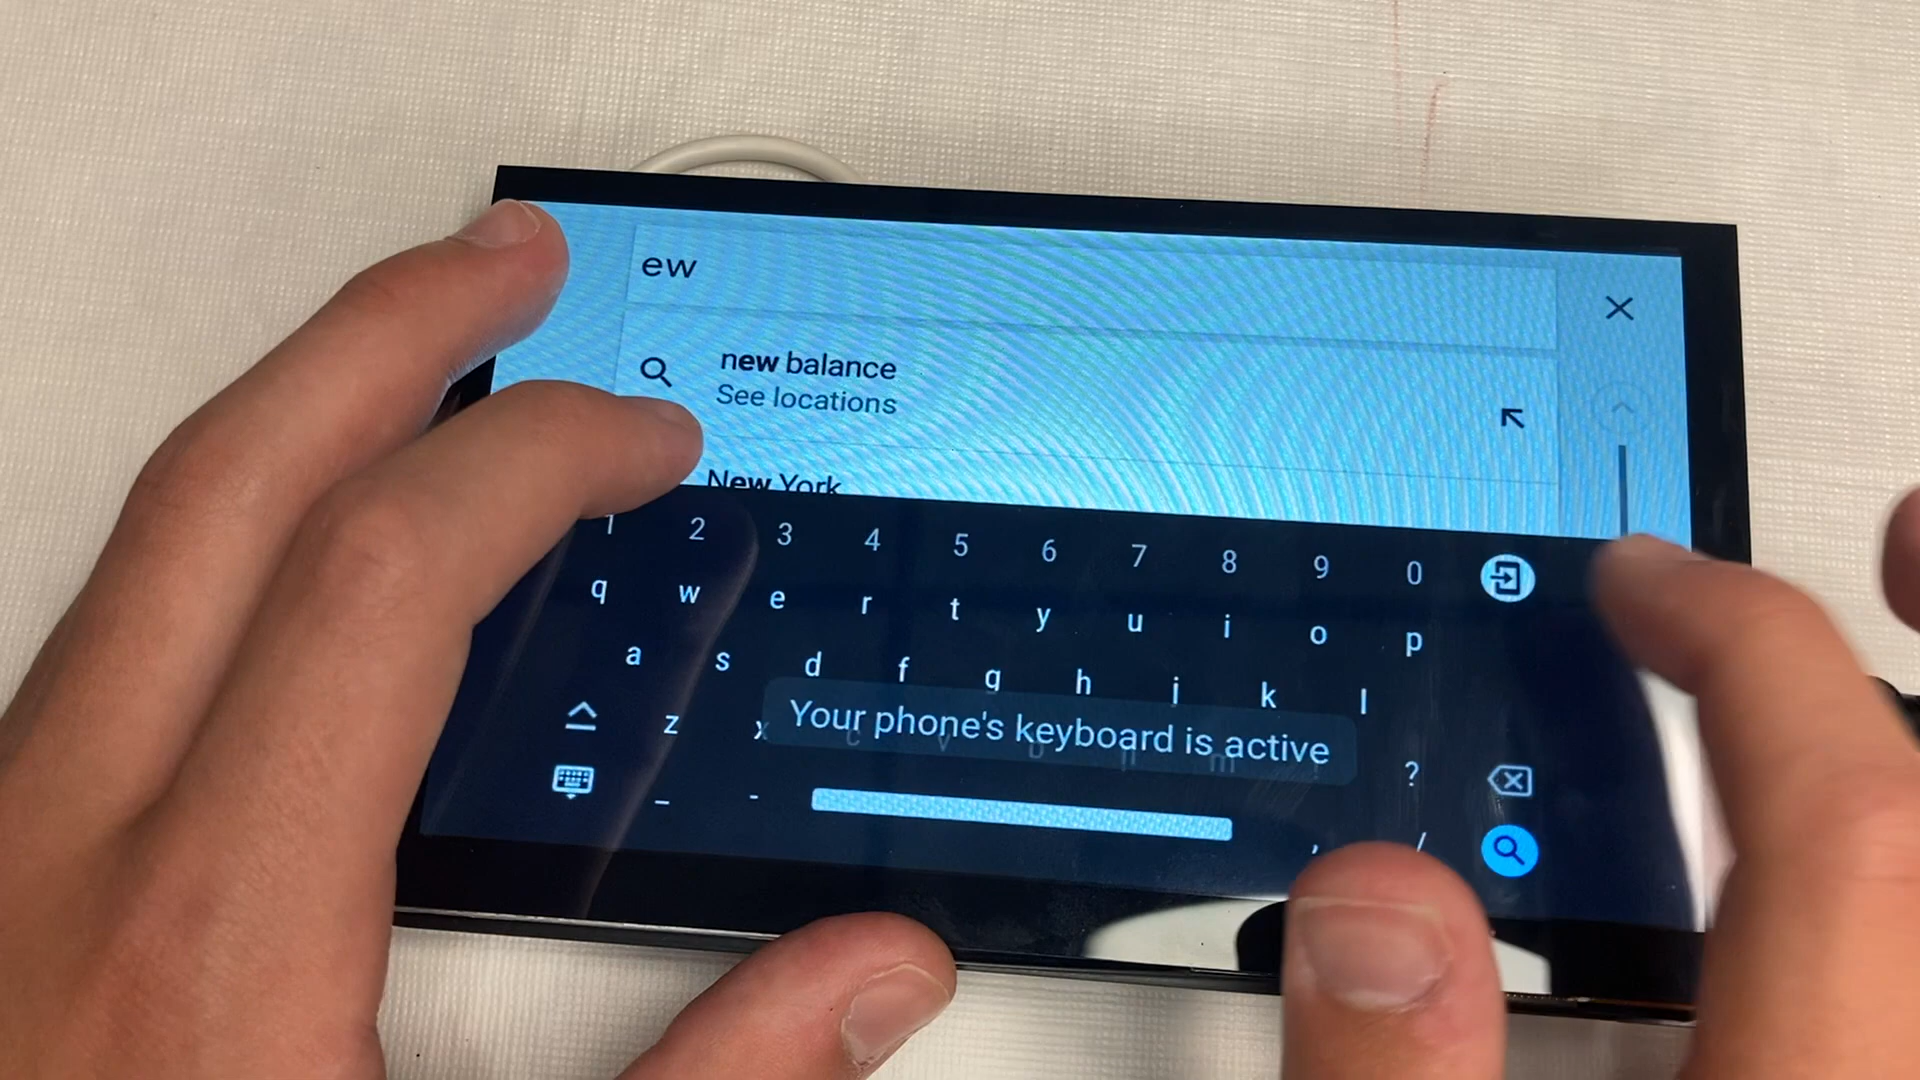 ew
new balance
See locations
New York
1 2 3 4 5 6 7 8 9 0
q w e r t y u i o p
a s d f g h j k l
z x ?
Your phone's keyboard is active
_ - , /